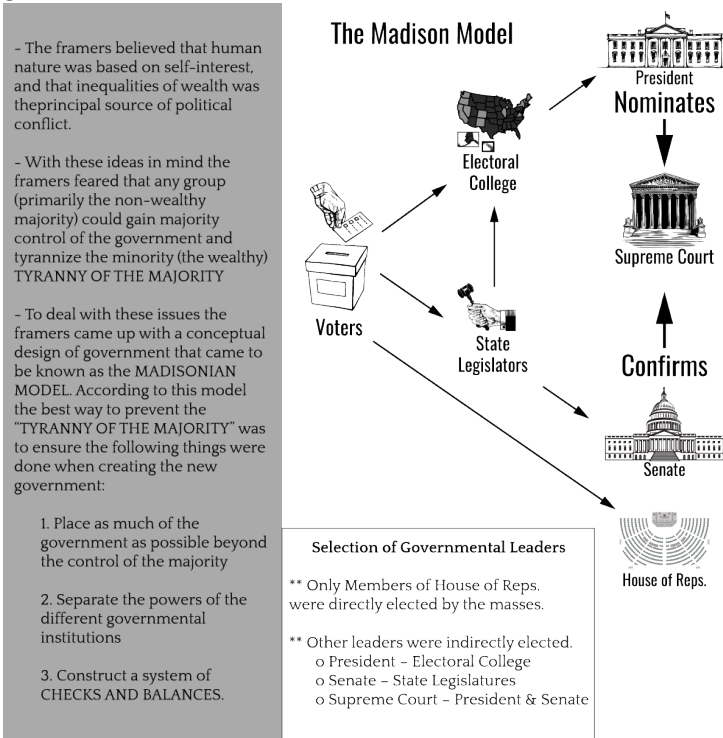 - The framers believed that human
nature was based on self-interest,
and that inequalities of wealth was
theprincipal source of political
conflict.
- With these ideas in mind the
framers feared that any group
(primarily the non-wealthy
majority) could gain majority
control of the government and
tyrannize the minority (the wealthy)
TYRANNY OF THE MAJORITY
- To deal with these issues the
framers came up with a conceptual
design of government that came to
be known as the MADISONIAN
MODEL. According to this model
the best way to prevent the
"TYRANNY OF THE MAJORITY" was
to ensure the following things were
done when creating the new
government:
1. Place as much of the
government as possible beyond
the control of the majority
2. Separate the powers of the
different governmental
institutions
3. Construct a system of
CHECKS AND BALANCES.
The Madison Model
President
Nominates
Electoral
College
Supreme Court
Voters
State
Legislators
Confirms
Senate
House of Reps.
Selection of Governmental Leaders
** Only Members of House of Reps.
were directly elected by the masses.
** Other leaders were indirectly elected.
o President – Electoral College
o Senate – State Legislatures
o Supreme Court – President & Senate